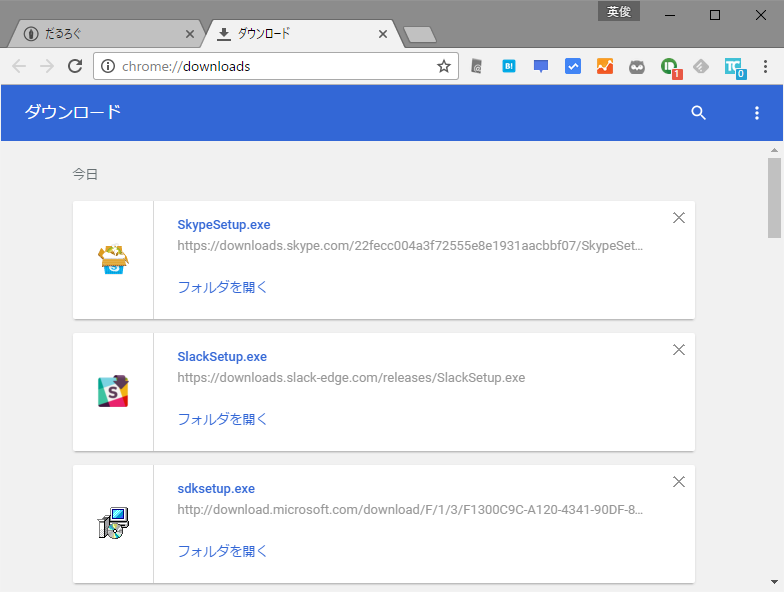 英俊
だるろぐ
ダウンロード
chrome://downloads
B!
1
TC
0
ダウンロード
今日
SkypeSetup.exe
https://downloads.skype.com/22fecc004a3f72555e8e1931aacbbf07/SkypeSet…
フォルダを開く
SlackSetup.exe
https://downloads.slack-edge.com/releases/SlackSetup.exe
フォルダを開く
sdksetup.exe
http://download.microsoft.com/download/F/1/3/F1300C9C-A120-4341-90DF-8…
フォルダを開く